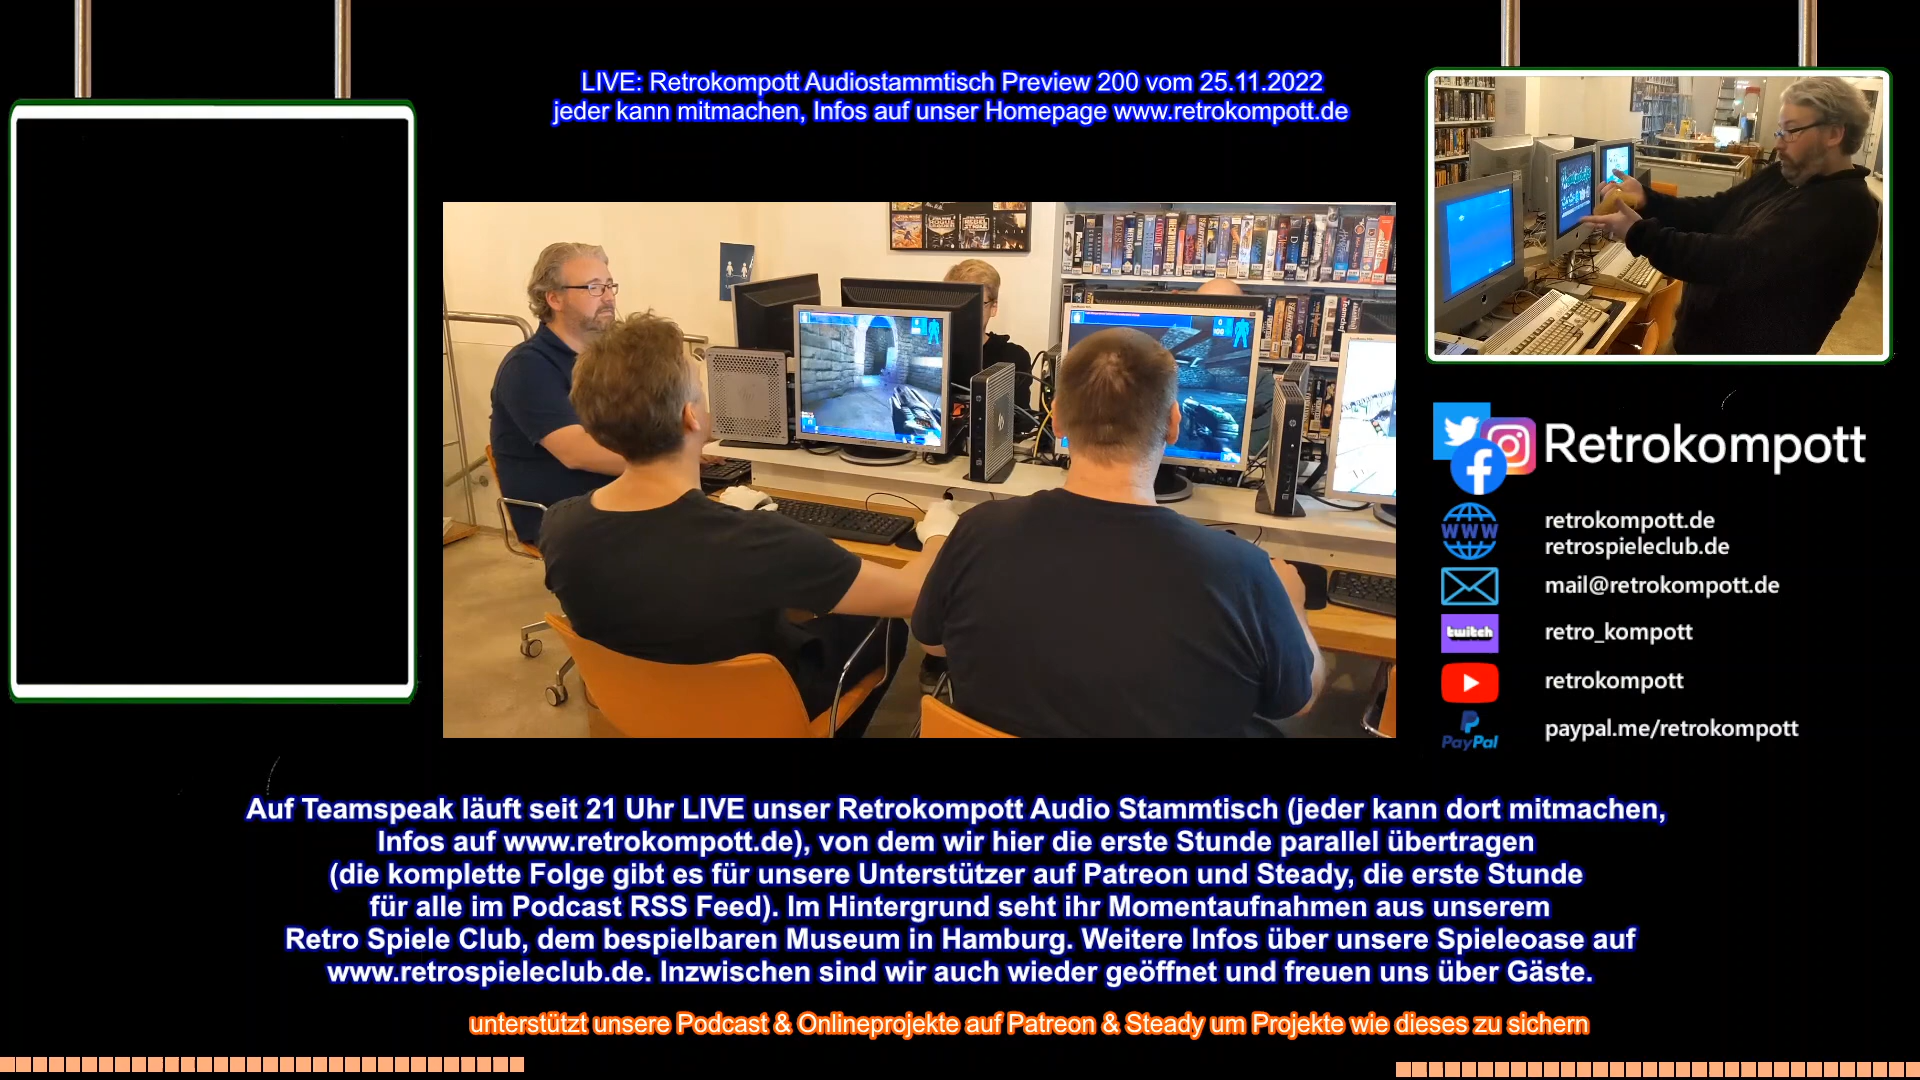 LIVE: Retrokompott Audiostammtisch Preview 200 vom 25.11.2022
jeder kann mitmachen, Infos auf unser Homepage www.retrokompott.de
Retrokompott
www
retrokompott.de
retrospieleclub.de
mail@retrokompott.de
twitch
retro_kompott
retrokompott
PayPal
paypal.me/retrokompott
Auf Teamspeak läuft seit 21 Uhr LIVE unser Retrokompott Audio Stammtisch (jeder kann dort mitmachen,
Infos auf www.retrokompott.de), von dem wir hier die erste Stunde parallel übertragen
(die komplette Folge gibt es für unsere Unterstützer auf Patreon und Steady, die erste Stunde
für alle im Podcast RSS Feed). Im Hintergrund seht ihr Momentaufnahmen aus unserem
Retro Spiele Club, dem bespielbaren Museum in Hamburg. Weitere Infos über unsere Spieleoase auf
www.retrospieleclub.de. Inzwischen sind wir auch wieder geöffnet und freuen uns über Gäste.
unterstützt unsere Podcast & Onlineprojekte auf Patreon & Steady um Projekte wie dieses zu sichern